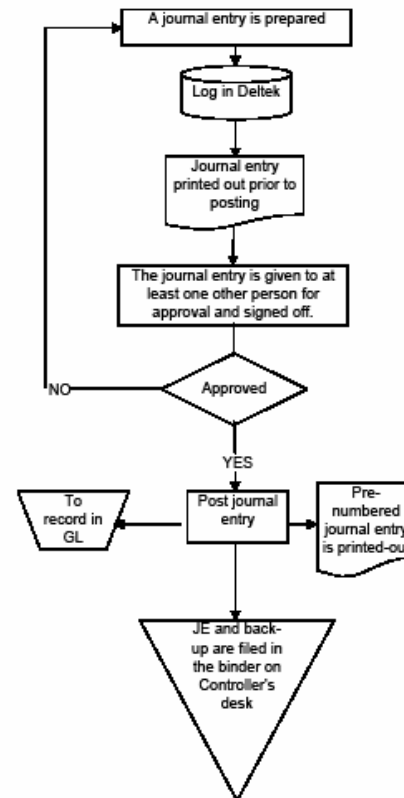 A journal entry is prepared
Log in Deltek
Journal entry
printed out prior to
posting
The journal entry is given to at
least one other person for
approval and signed off.
Approved
NO
YES
To
record in
GL
Post journal
entry
Pre-
numbered
journal entry
is printed-ou
JE and back-
up are filed in
the binder on
Controller's
desk